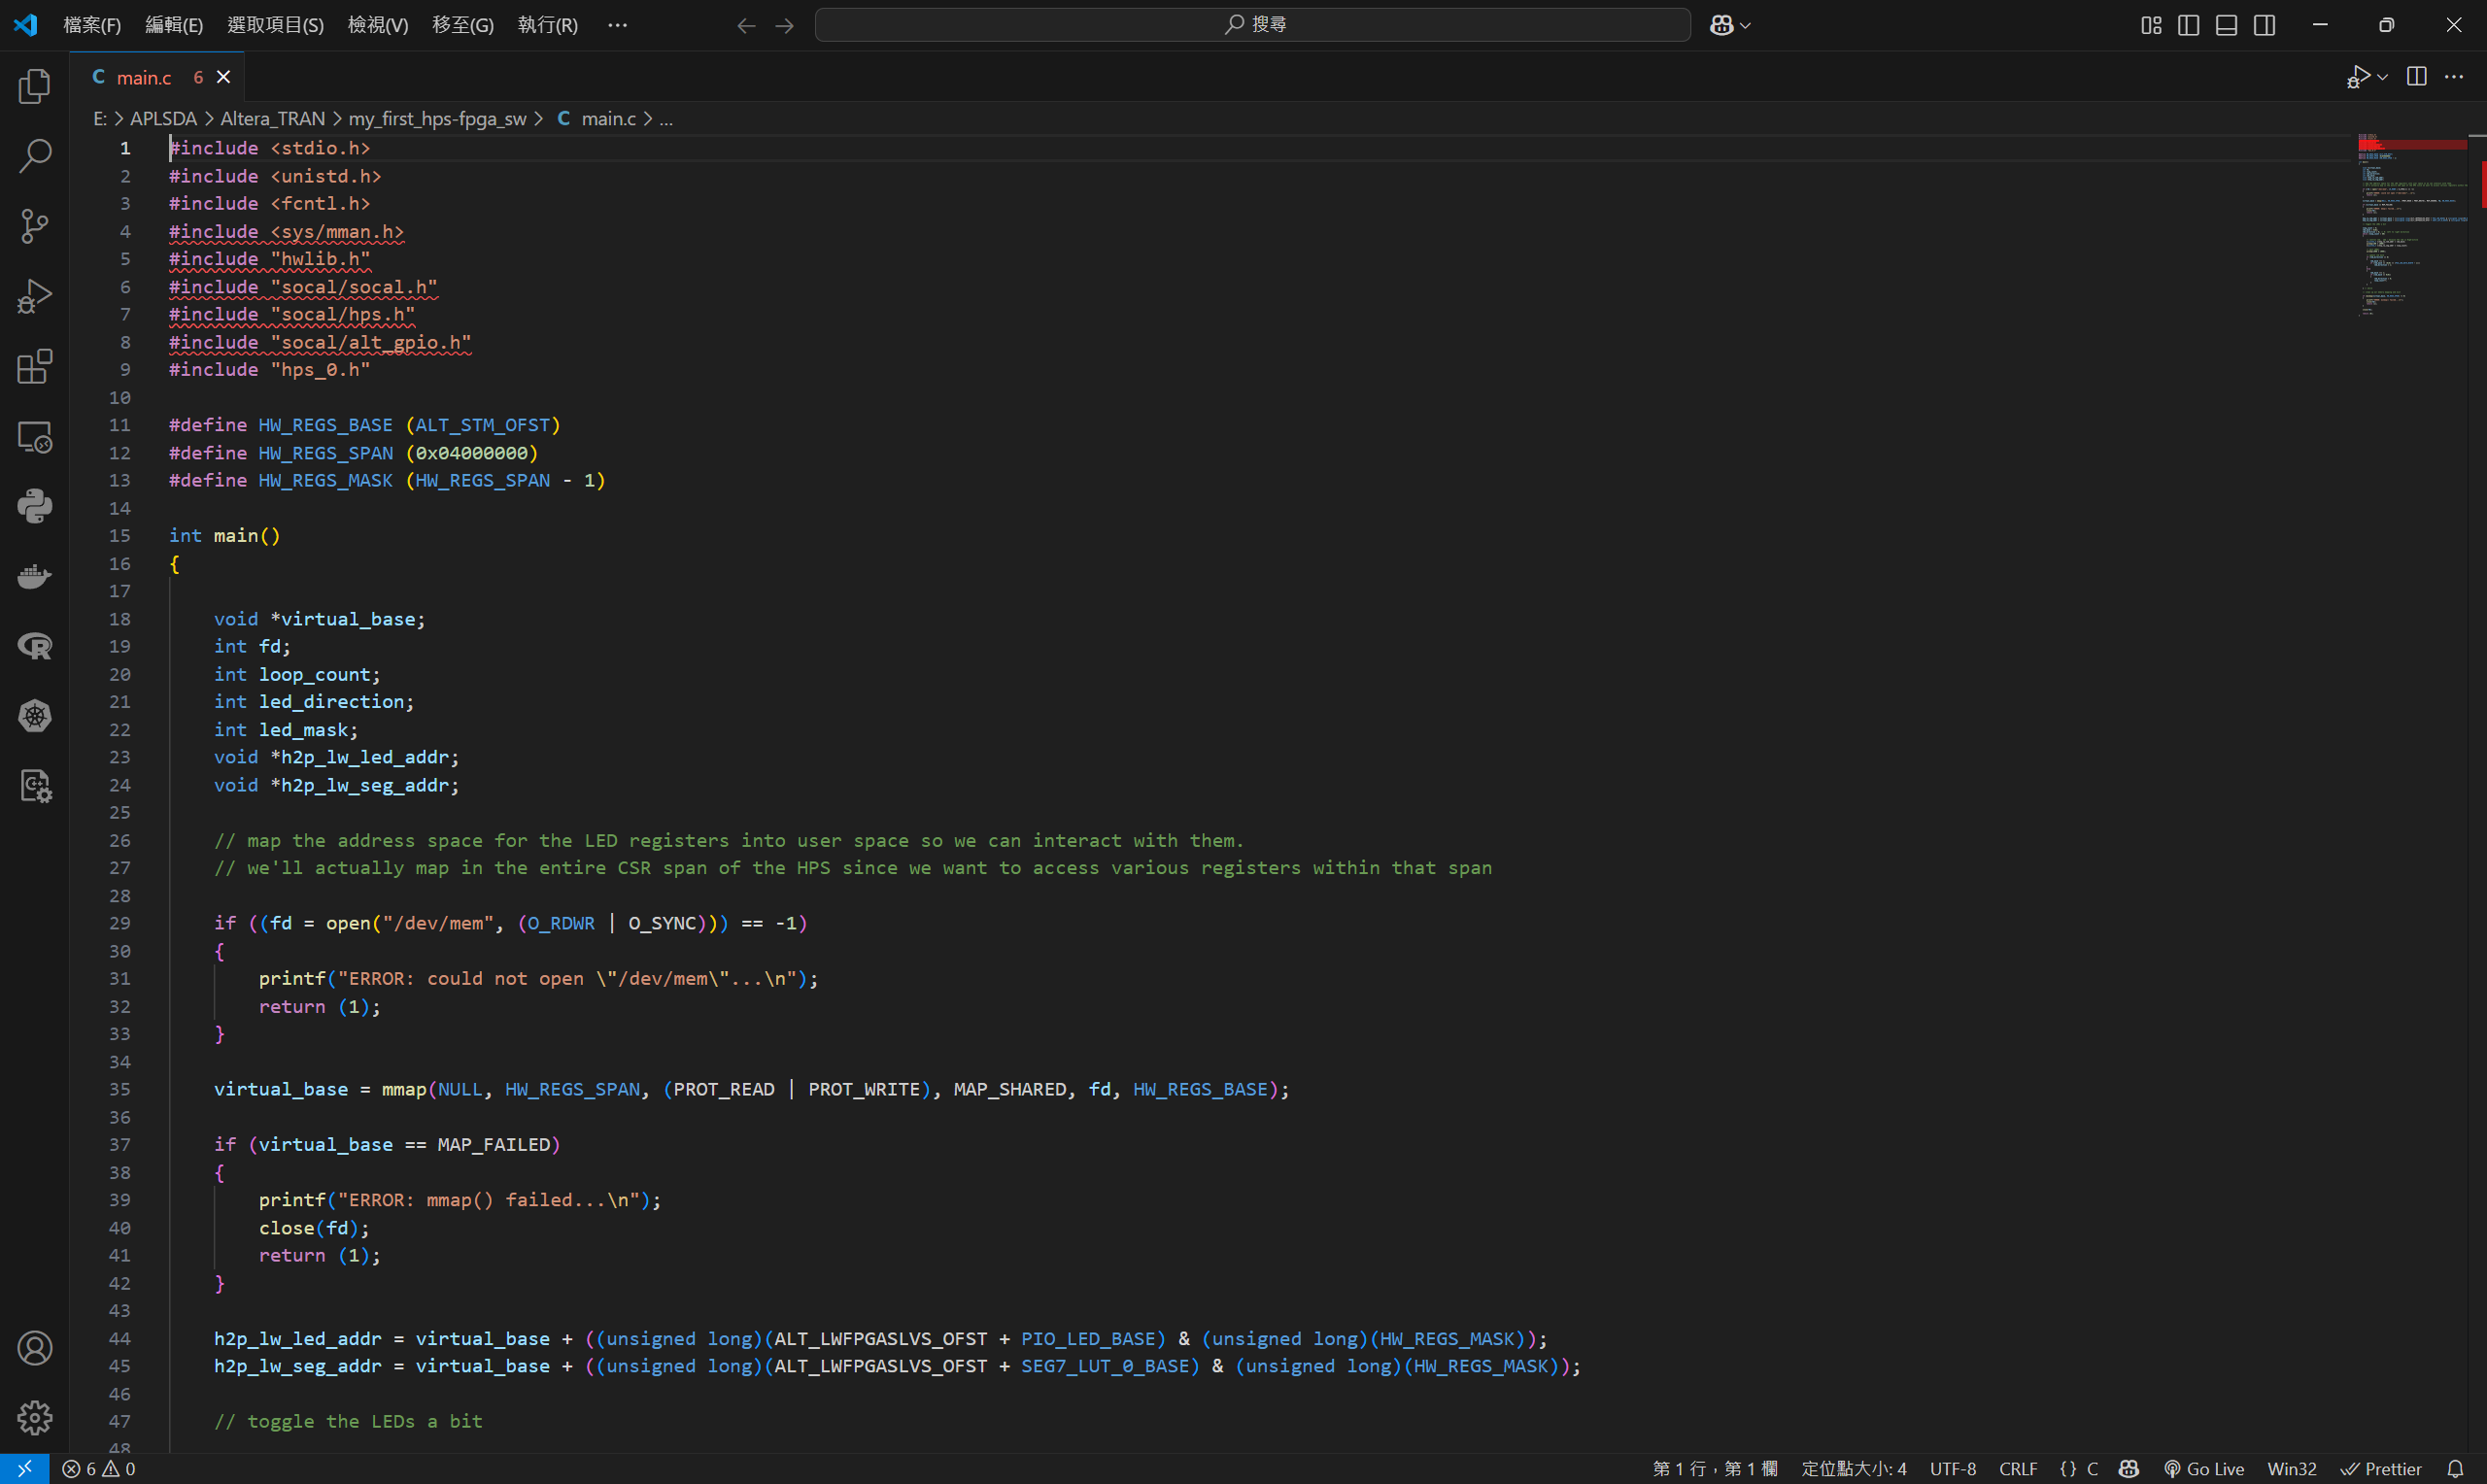 檔案(F) 編輯(E) 選取項目(S) 檢視(V) 移至(G) 執行(R) ··· 搜尋
C main.c 6
E: > APLSDA > Altera_TRAN > my_first_hps-fpga_sw > C main.c > ...
1 #include <stdio.h>
2 #include <unistd.h>
3 #include <fcntl.h>
4 #include <sys/mman.h>
5 #include "hwlib.h"
6 #include "socal/socal.h"
7 #include "socal/hps.h"
8 #include "socal/alt_gpio.h"
9 #include "hps_0.h"
10
11 #define HW_REGS_BASE (ALT_STM_OFST)
12 #define HW_REGS_SPAN (0x04000000)
13 #define HW_REGS_MASK (HW_REGS_SPAN - 1)
14
15 int main()
16 {
17
18     void *virtual_base;
19     int fd;
20     int loop_count;
21     int led_direction;
22     int led_mask;
23     void *h2p_lw_led_addr;
24     void *h2p_lw_seg_addr;
25
26     // map the address space for the LED registers into user space so we can interact with them.
27     // we'll actually map in the entire CSR span of the HPS since we want to access various registers within that span
28
29     if ((fd = open("/dev/mem", (O_RDWR | O_SYNC))) == -1)
30     {
31         printf("ERROR: could not open \"/dev/mem\"...\n");
32         return (1);
33     }
34
35     virtual_base = mmap(NULL, HW_REGS_SPAN, (PROT_READ | PROT_WRITE), MAP_SHARED, fd, HW_REGS_BASE);
36
37     if (virtual_base == MAP_FAILED)
38     {
39         printf("ERROR: mmap() failed...\n");
40         close(fd);
41         return (1);
42     }
43
44     h2p_lw_led_addr = virtual_base + ((unsigned long)(ALT_LWFPGASLVS_OFST + PIO_LED_BASE) & (unsigned long)(HW_REGS_MASK));
45     h2p_lw_seg_addr = virtual_base + ((unsigned long)(ALT_LWFPGASLVS_OFST + SEG7_LUT_0_BASE) & (unsigned long)(HW_REGS_MASK));
46
47     // toggle the LEDs a bit
48
6 0 第 1 行，第 1 欄 定位點大小: 4 UTF-8 CRLF {} C Go Live Win32 Prettier